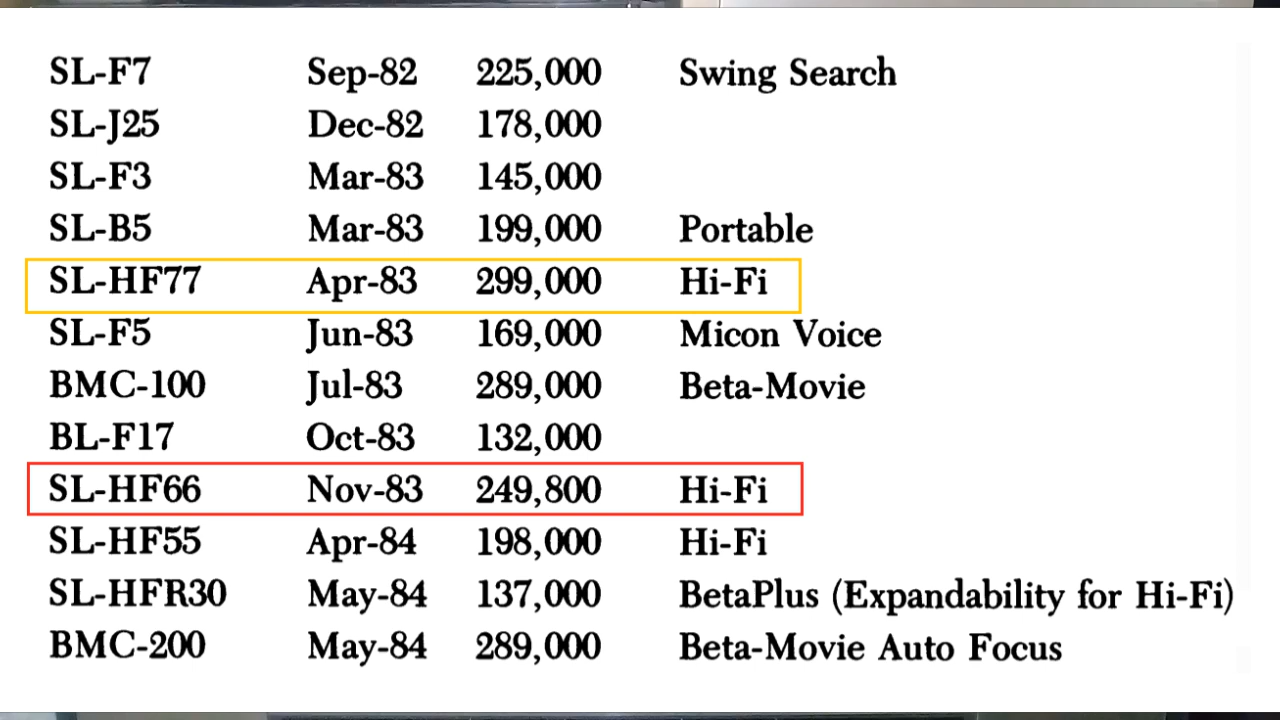 SL-F7 Sep-82 225,000 Swing Search
SL-J25 Dec-82 178,000
SL-F3 Mar-83 145,000
SL-B5 Mar-83 199,000 Portable
SL-HF77 Apr-83 299,000 Hi-Fi
SL-F5 Jun-83 169,000 Micon Voice
BMC-100 Jul-83 289,000 Beta-Movie
BL-F17 Oct-83 132,000
SL-HF66 Nov-83 249,800 Hi-Fi
SL-HF55 Apr-84 198,000 Hi-Fi
SL-HFR30 May-84 137,000 BetaPlus (Expandability for Hi-Fi)
BMC-200 May-84 289,000 Beta-Movie Auto Focus